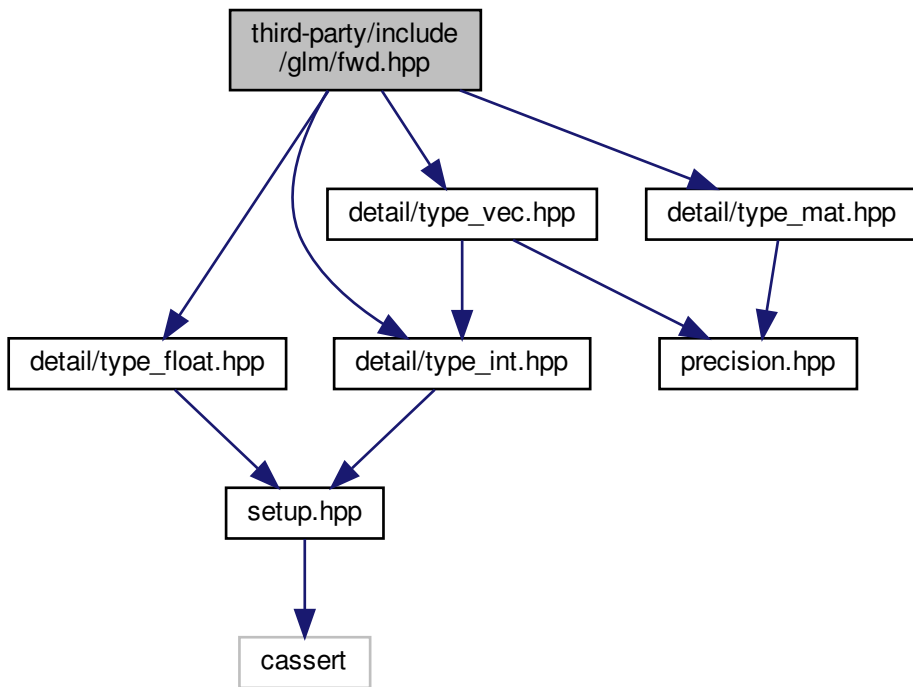 third-party/include
/glm/fwd.hpp
detail/type_vec.hpp
detail/type_mat.hpp
detail/type_float.hpp
detail/type_int.hpp
precision.hpp
setup.hpp
cassert